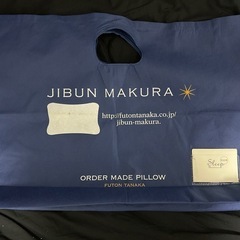 JIBUN MAKURA
http://futontanaka.co.jp/
jibun-makura.
Sleep
ORDER MADE PILLOW
FUTON TANAKA